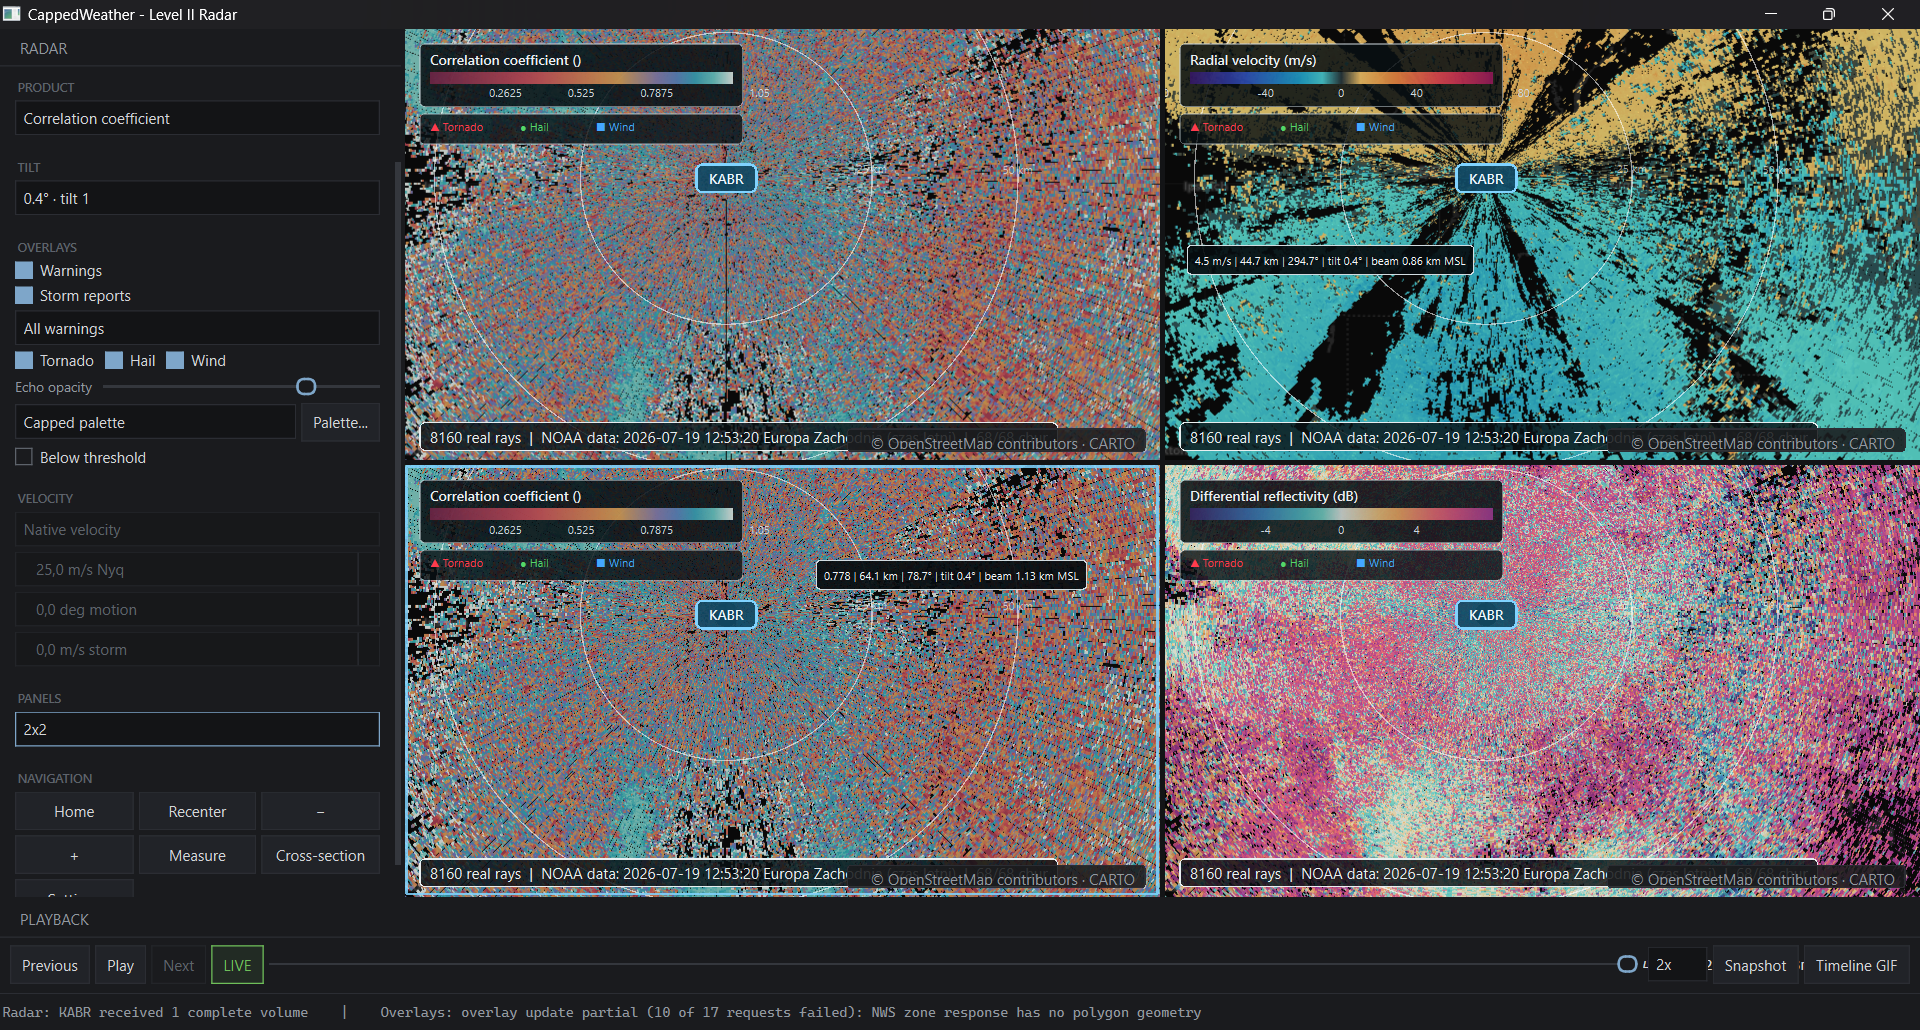 CappedWeather - Level II Radar
RADAR
PRODUCT
Correlation coefficient
TILT
0.4° · tilt 1
OVERLAYS
Warnings
Storm reports
All warnings
Tornado Hail Wind
Echo opacity
Capped palette Palette...
Below threshold
VELOCITY
Native velocity
25,0 m/s Nyq
0,0 deg motion
0,0 m/s storm
PANELS
2x2
NAVIGATION
Home Recenter −
+ Measure Cross-section
Correlation coefficient ()
0.2625 0.525 0.7875 1.05
Tornado Hail Wind
KABR
50 km
8160 real rays | NOAA data: 2026-07-19 12:53:20 Europa Zach
© OpenStreetMap contributors · CARTO
Radial velocity (m/s)
-40 0 40 80
Tornado Hail Wind
KABR
4.5 m/s | 44.7 km | 294.7° | tilt 0.4° | beam 0.86 km MSL
8160 real rays | NOAA data: 2026-07-19 12:53:20 Europa Zach
© OpenStreetMap contributors · CARTO
Correlation coefficient ()
0.2625 0.525 0.7875 1.05
Tornado Hail Wind
0.778 | 64.1 km | 78.7° | tilt 0.4° | beam 1.13 km MSL
KABR
50 km
8160 real rays | NOAA data: 2026-07-19 12:53:20 Europa Zach
© OpenStreetMap contributors · CARTO
Differential reflectivity (dB)
-4 0 4
Tornado Hail Wind
KABR
8160 real rays | NOAA data: 2026-07-19 12:53:20 Europa Zach
© OpenStreetMap contributors · CARTO
PLAYBACK
Previous Play Next LIVE 2x Snapshot Timeline GIF
Radar: KABR received 1 complete volume | Overlays: overlay update partial (10 of 17 requests failed): NWS zone response has no polygon geometry